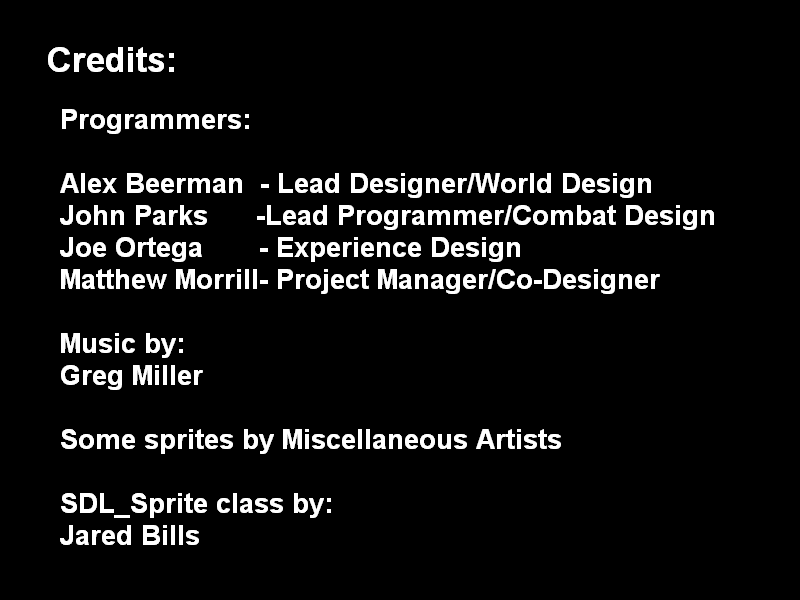 Credits:
Programmers:
Alex Beerman - Lead Designer/World Design
John Parks -Lead Programmer/Combat Design
Joe Ortega - Experience Design
Matthew Morrill- Project Manager/Co-Designer
Music by:
Greg Miller
Some sprites by Miscellaneous Artists
SDL_Sprite class by:
Jared Bills